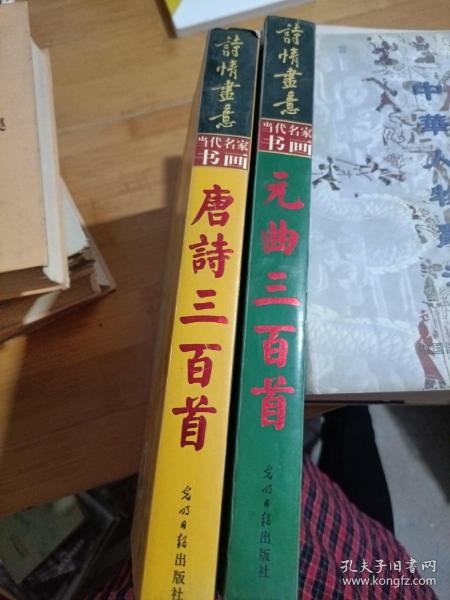 詩情畫意
当代名家
书画
唐詩三百首
光明日報出版社
詩情畫意
当代名家
书画
元曲三百首
光明日報出版社
中華
孔夫子旧书网
www.kongfz.com